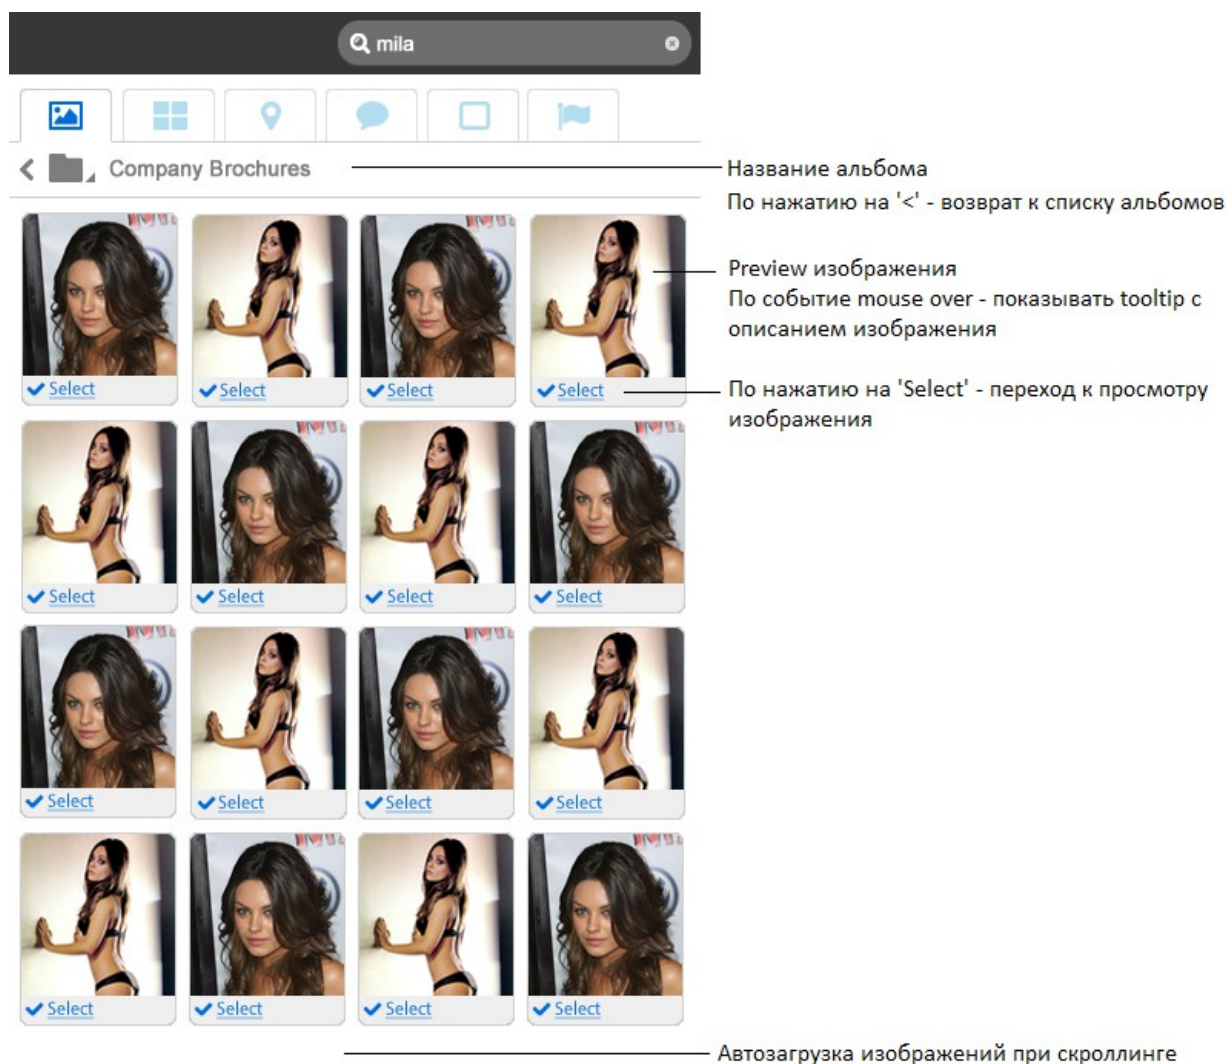 mila
Company Brochures
Название альбома
По нажатию на '<' - возврат к списку альбомов
Preview изображения
По событие mouse over - показывать tooltip с
описанием изображения
Select Select Select Select
По нажатию на 'Select' - переход к просмотру
изображения
Select Select Select Select
Select Select Select Select
Select Select Select Select
Автозагрузка изображений при скроллинге